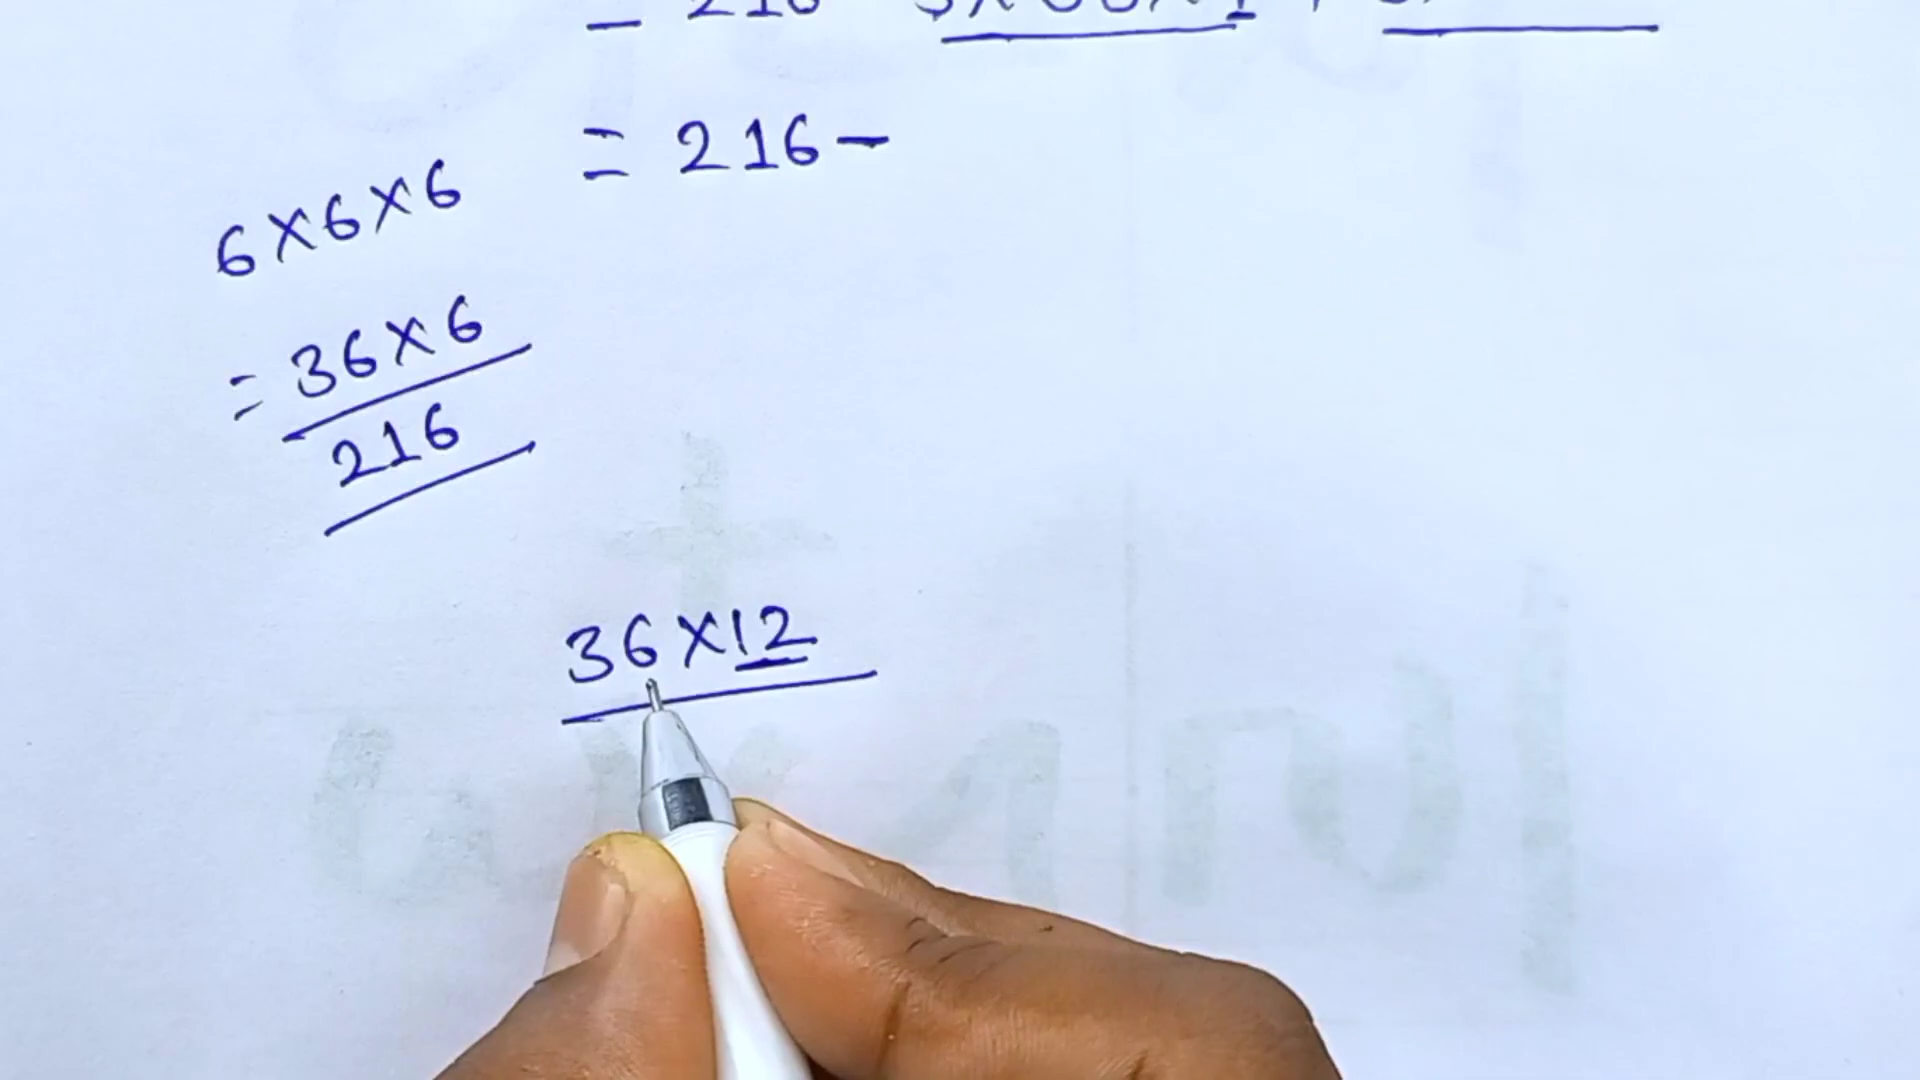 = 216 -
6×6×6
= 36×6
216
36×12